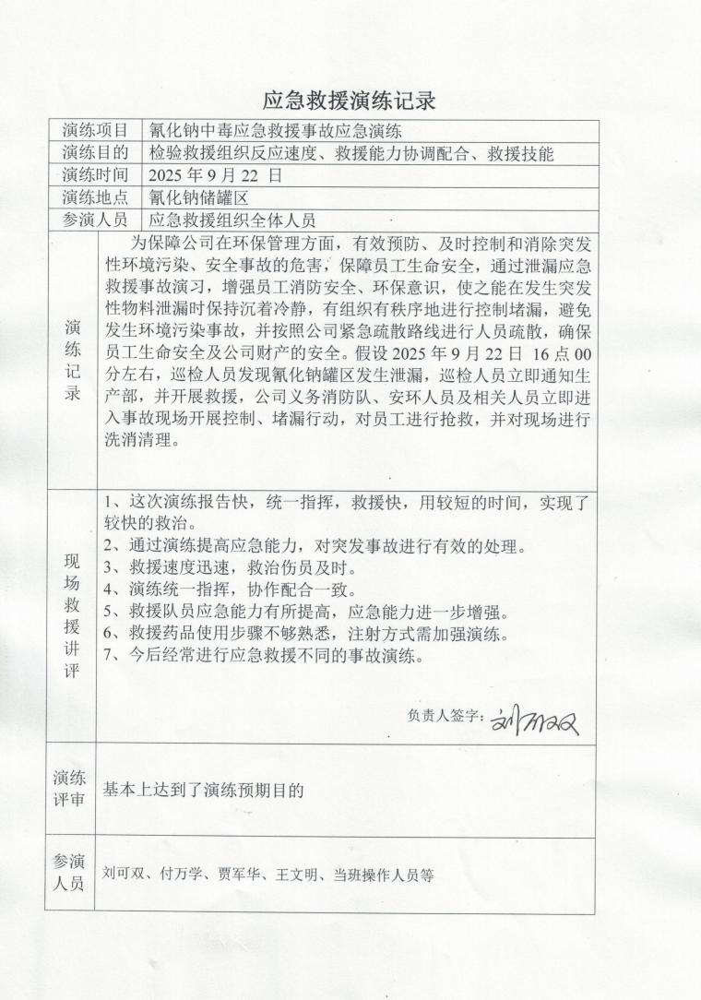 应急救援演练记录
演练项目 氰化钠中毒应急救援事故应急演练
演练目的 检验救援组织反应速度、救援能力协调配合、救援技能
演练时间 2025 年 9 月 22 日
演练地点 氰化钠储罐区
参演人员 应急救援组织全体人员
演练记录
为保障公司在环保管理方面，有效预防、及时控制和消除突发
性环境污染、安全事故的危害，保障员工生命安全，通过泄漏应急
救援事故演习，增强员工消防安全、环保意识，使之能在发生突发
性物料泄漏时保持沉着冷静，有组织有秩序地进行控制堵漏，避免
发生环境污染事故，并按照公司紧急疏散路线进行人员疏散，确保
员工生命安全及公司财产的安全。假设 2025 年 9 月 22 日 16 点 00
分左右，巡检人员发现氰化钠罐区发生泄漏，巡检人员立即通知生
产部，并开展救援，公司义务消防队、安环人员及相关人员立即进
入事故现场开展控制、堵漏行动，对员工进行抢救，并对现场进行
洗消清理。
现场救援讲评
1、这次演练报告快，统一指挥，救援快，用较短的时间，实现了
较快的救治。
2、通过演练提高应急能力，对突发事故进行有效的处理。
3、救援速度迅速，救治伤员及时。
4、演练统一指挥，协作配合一致。
5、救援队员应急能力有所提高，应急能力进一步增强。
6、救援药品使用步骤不够熟悉，注射方式需加强演练。
7、今后经常进行应急救援不同的事故演练。
负责人签字：刘可双
演练评审 基本上达到了演练预期目的
参演人员 刘可双、付万学、贾军华、王文明、当班操作人员等